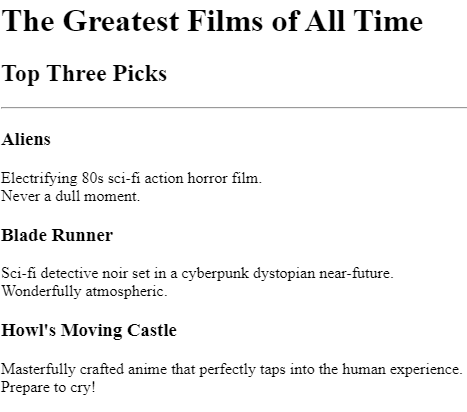 The Greatest Films of All Time
Top Three Picks
Aliens
Electrifying 80s sci-fi action horror film.
Never a dull moment.
Blade Runner
Sci-fi detective noir set in a cyberpunk dystopian near-future.
Wonderfully atmospheric.
Howl's Moving Castle
Masterfully crafted anime that perfectly taps into the human experience.
Prepare to cry!